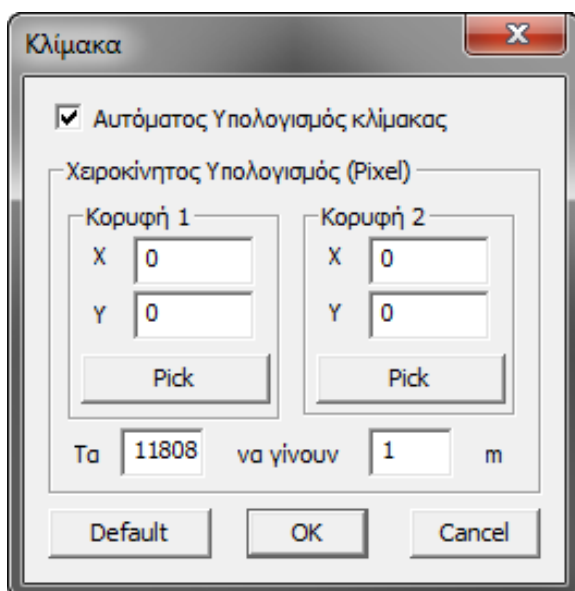 Κλίμακα
Αυτόματος Υπολογισμός κλίμακας
Χειροκίνητος Υπολογισμός (Pixel)
Κορυφή 1 Κορυφή 2
X 0 X 0
Y 0 Y 0
Pick Pick
Τα 11808 να γίνουν 1 m
Default OK Cancel